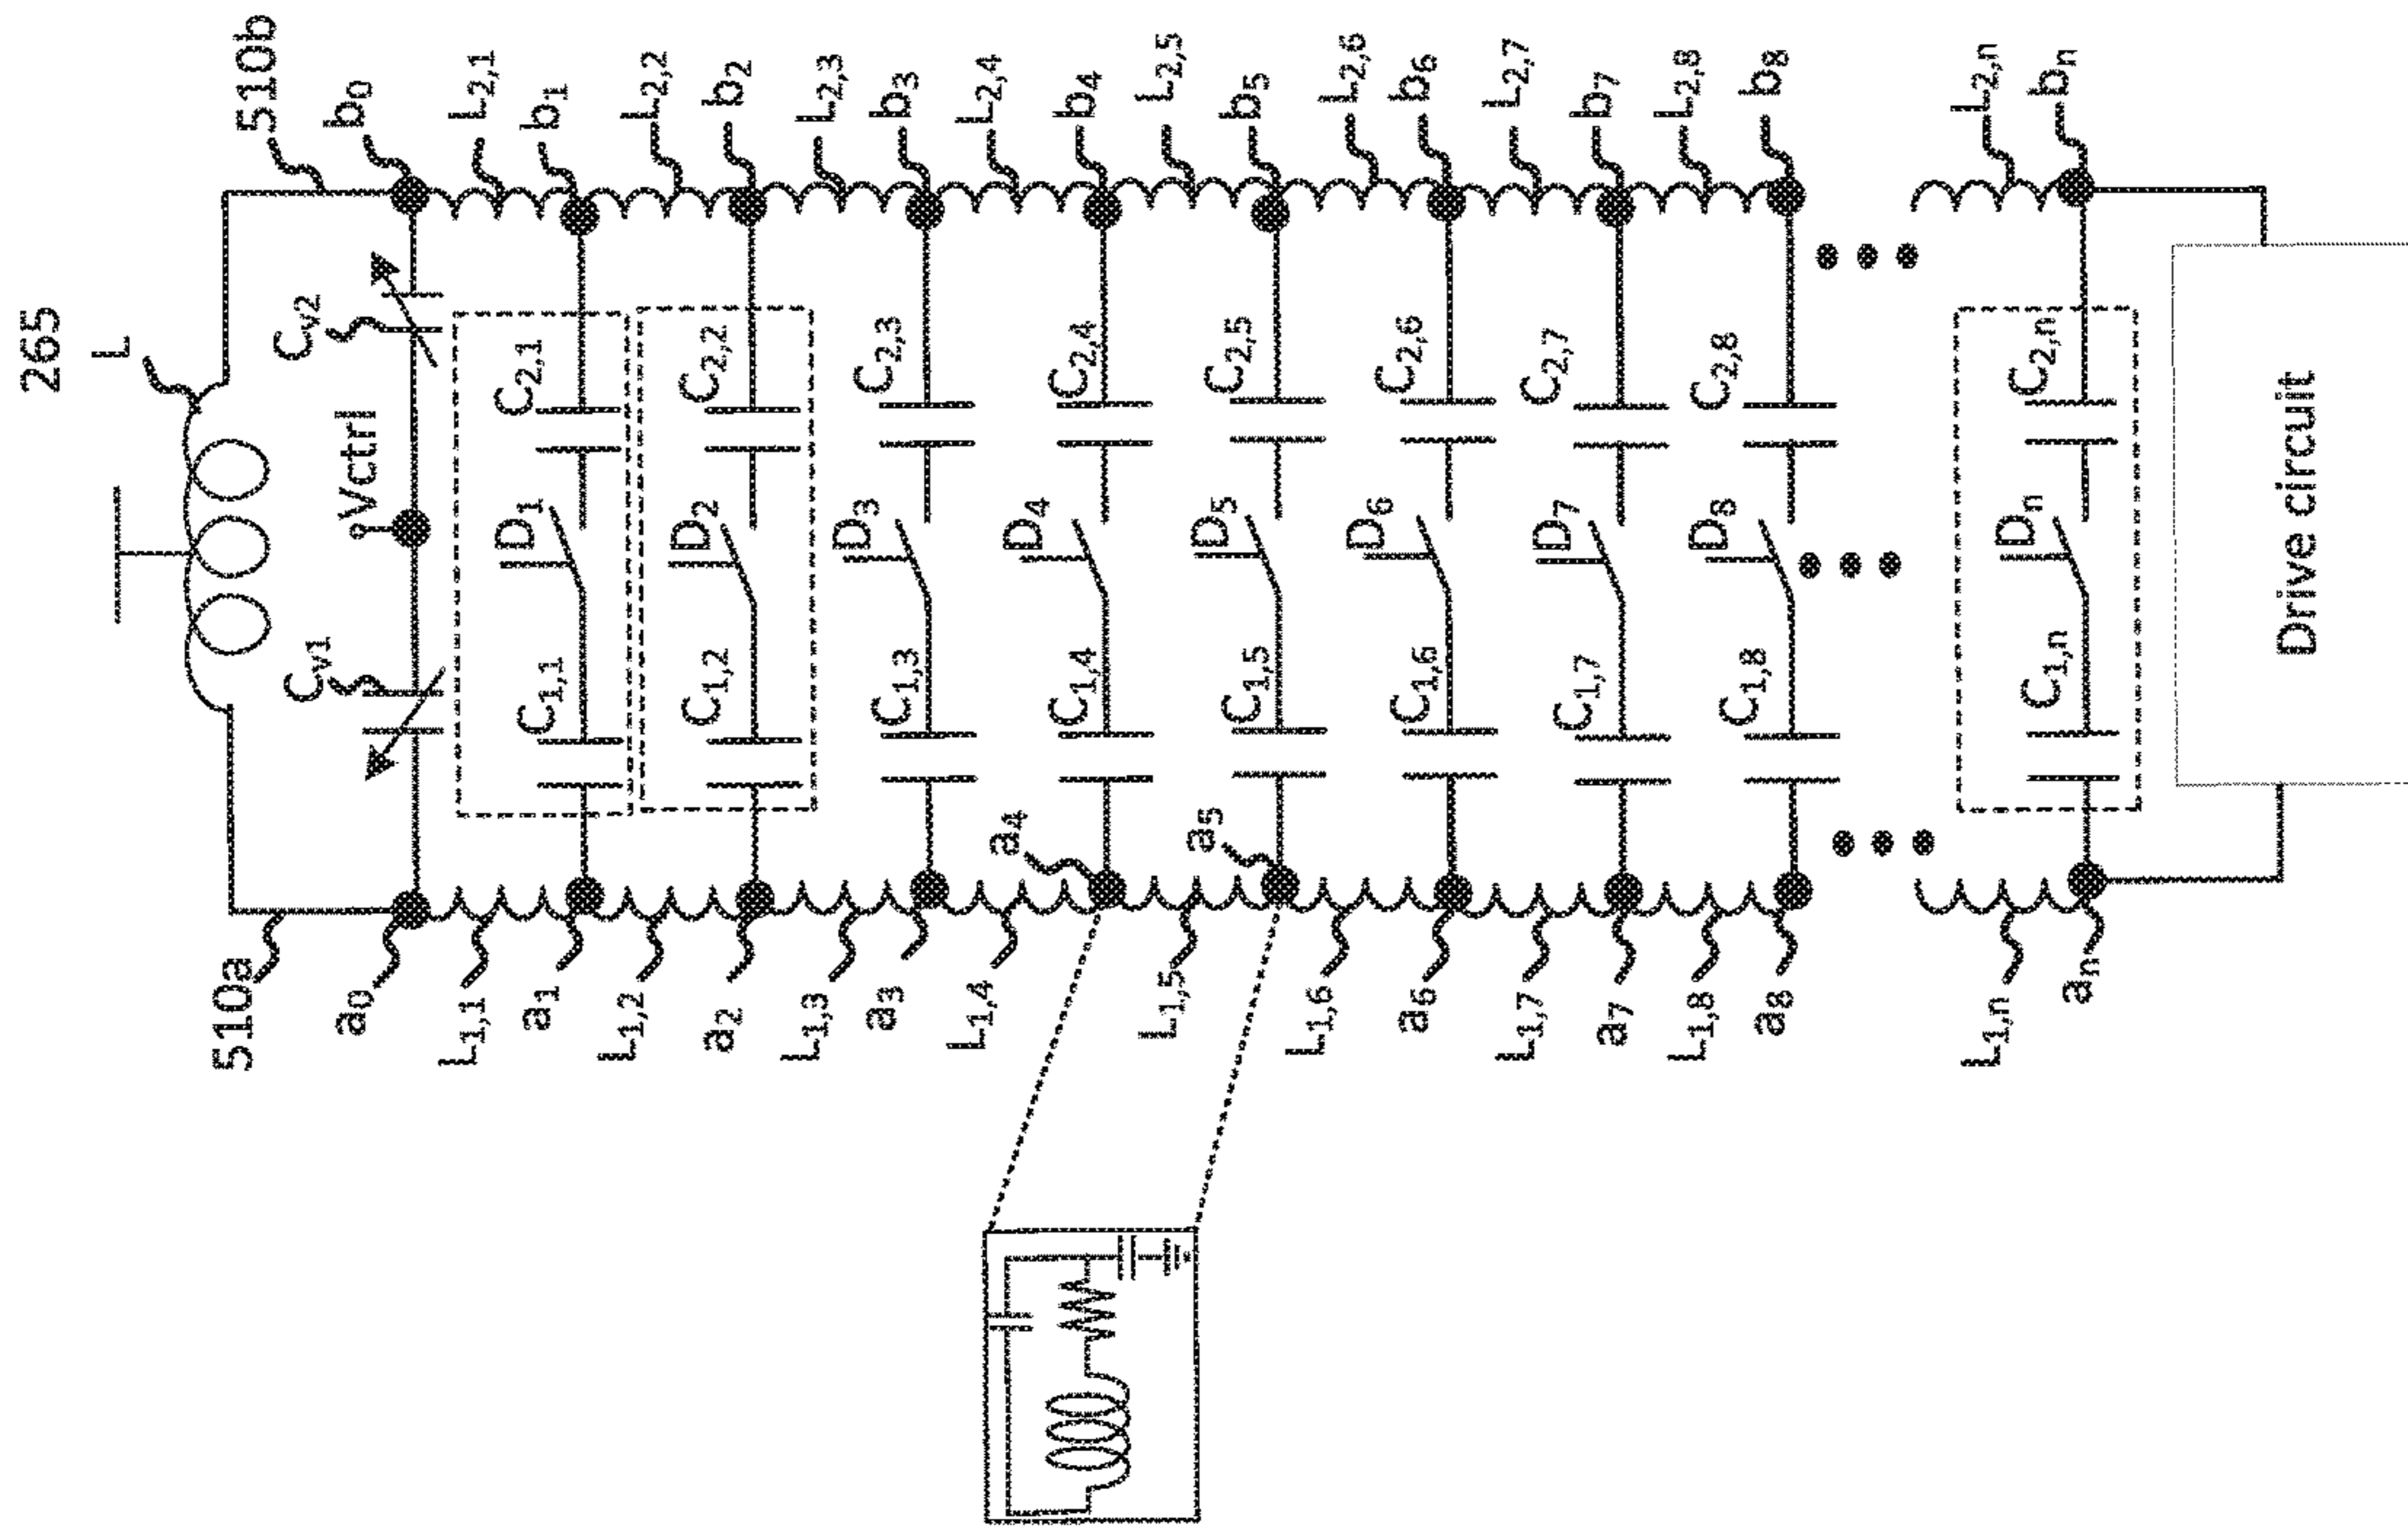 265
L
510a 510b
Cv1 Cv2
a0 Vctrl b0
L1,1 L2,1
a1 C1,1 D1 C2,1 b1
L1,2 L2,2
a2 C1,2 D2 C2,2 b2
L1,3 L2,3
a3 C1,3 D3 C2,3 b3
L1,4 L2,4
a4 C1,4 D4 C2,4 b4
L1,5 L2,5
a5 C1,5 D5 C2,5 b5
L1,6 L2,6
a6 C1,6 D6 C2,6 b6
L1,7 L2,7
a7 C1,7 D7 C2,7 b7
L1,8 L2,8
a8 C1,8 D8 C2,8 b8
L1,n L2,n
an C1,n Dn C2,n bn
Drive circuit